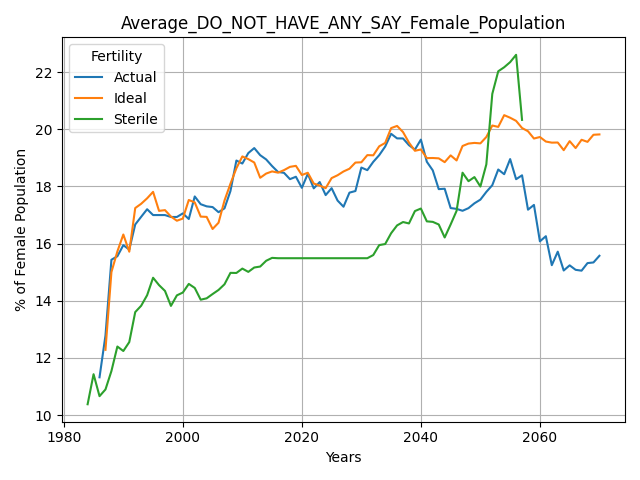 Average_DO_NOT_HAVE_ANY_SAY_Female_Population
Fertility
Actual
Ideal
Sterile
% of Female Population
22
20
18
16
14
12
10
1980
2000
2020
2040
2060
Years